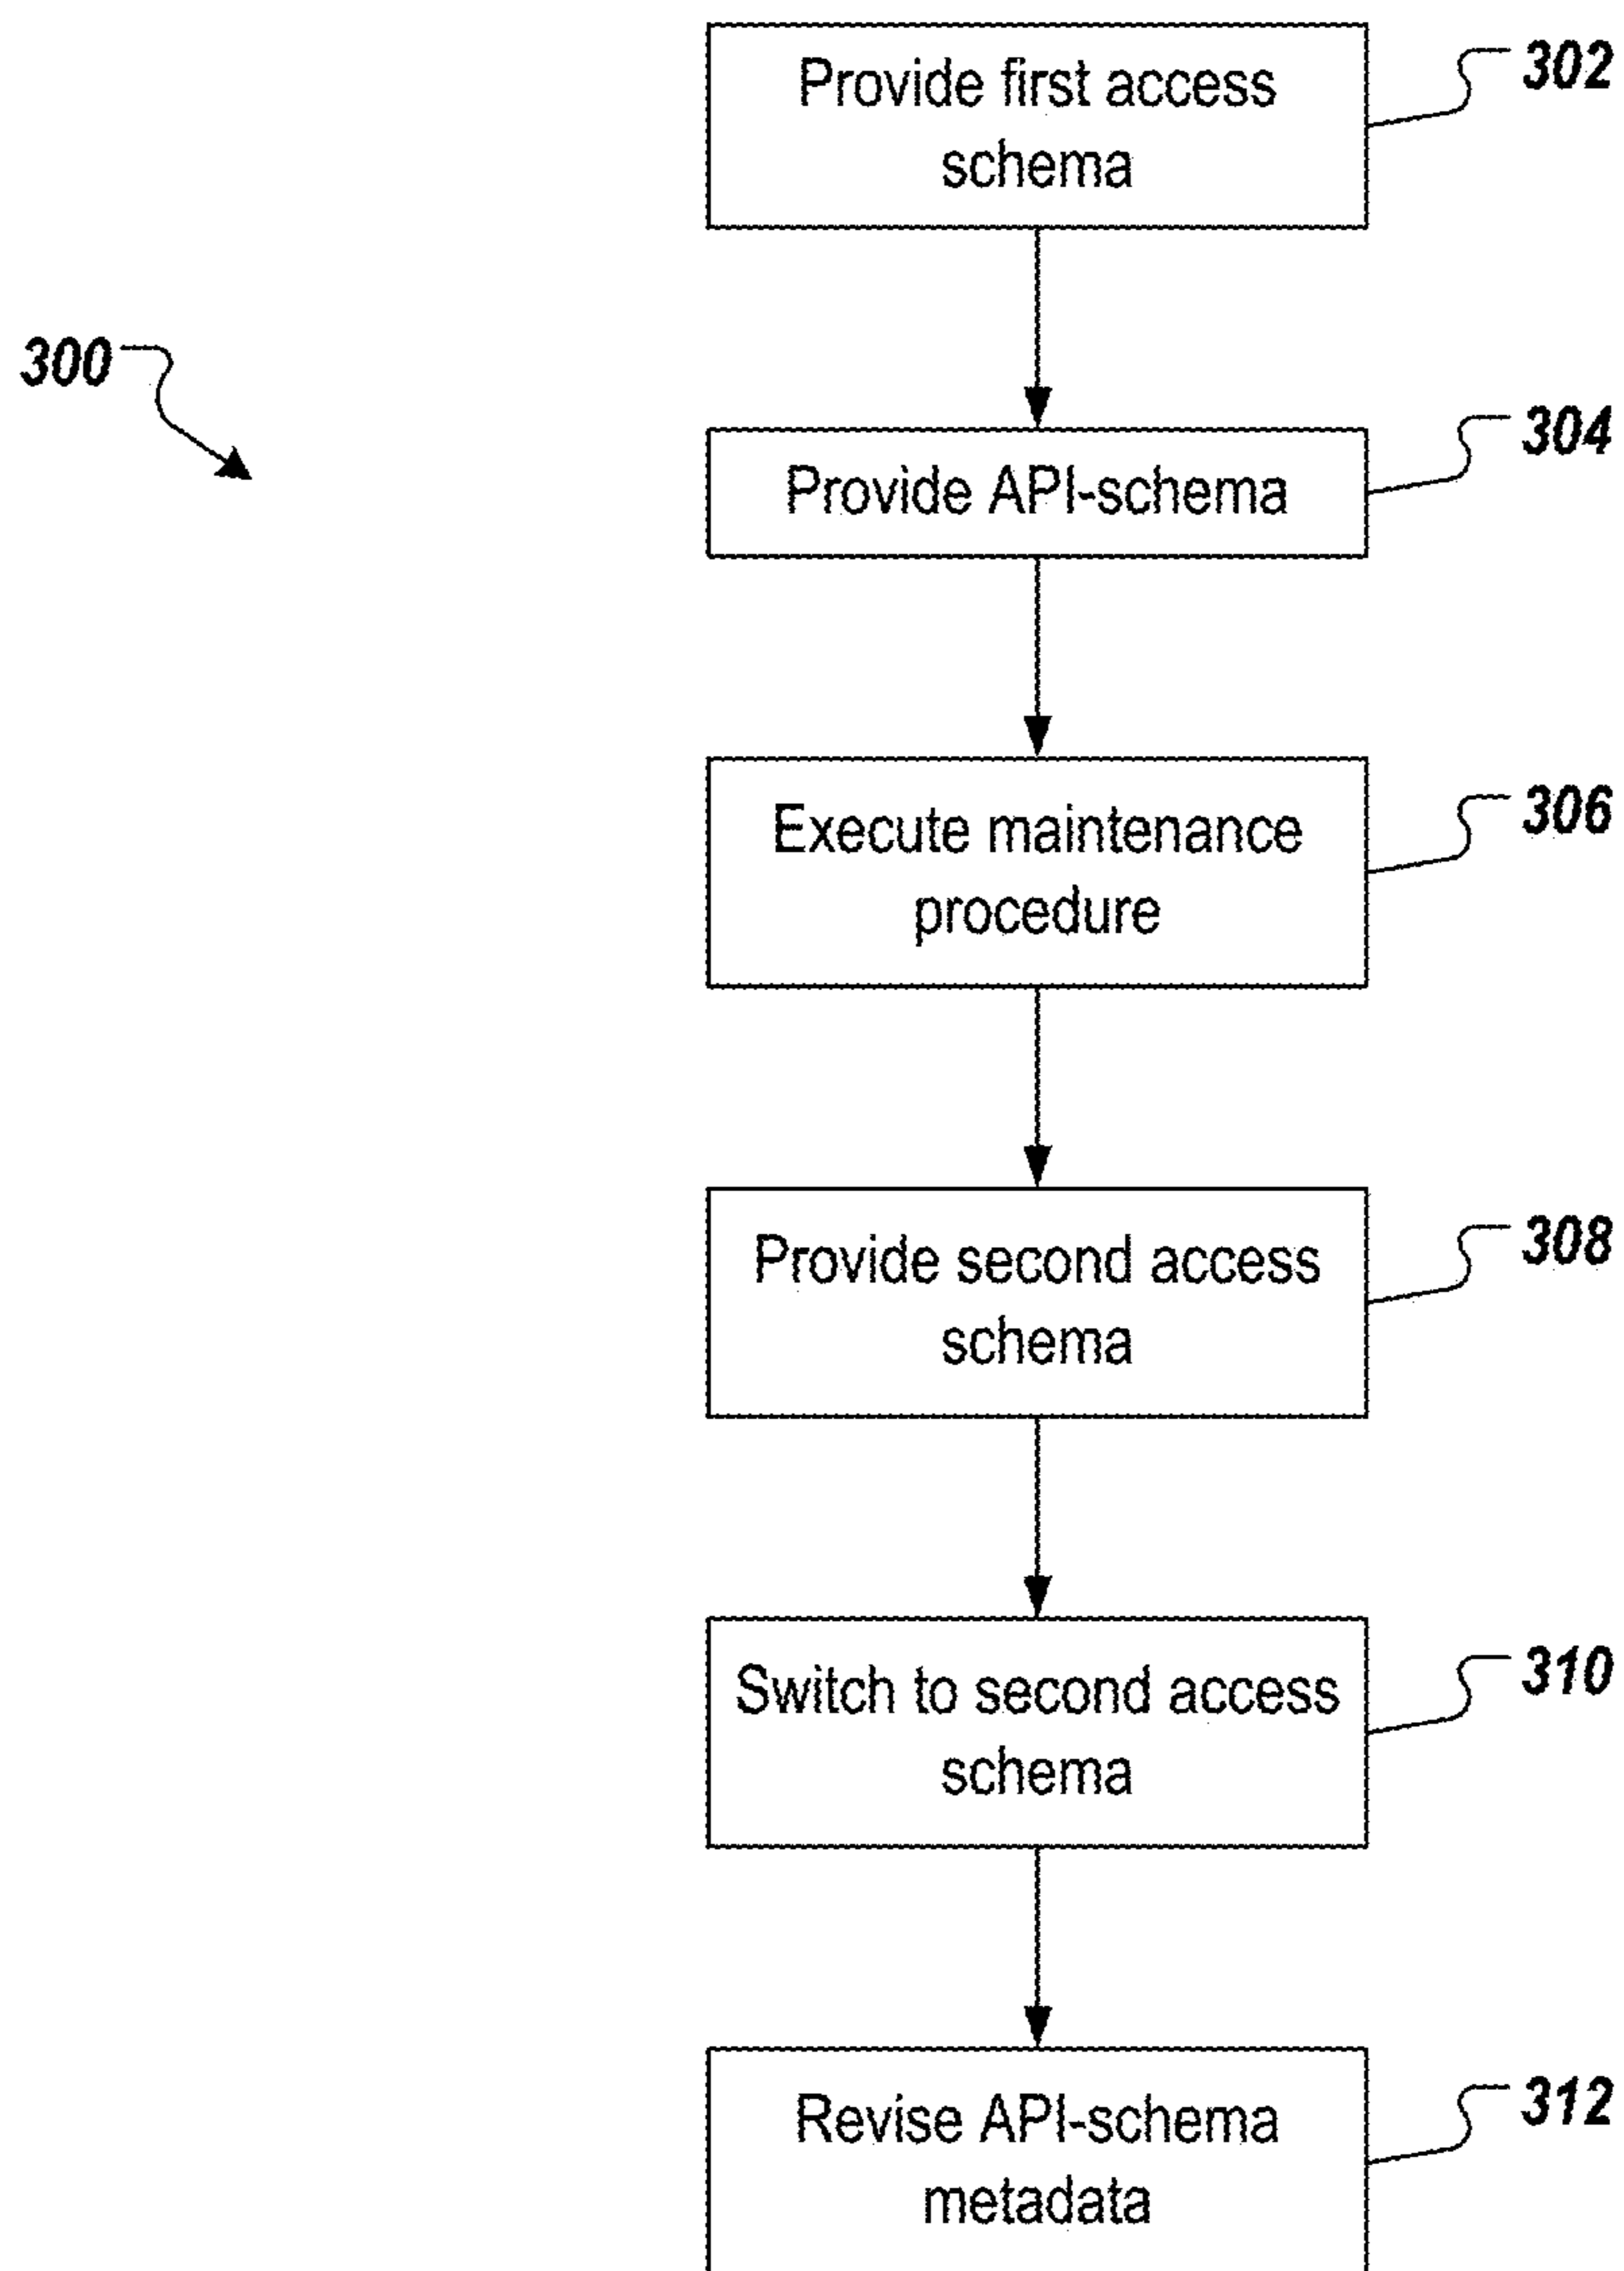 Provide first access
schema
302
300
Provide API-schema
304
Execute maintenance
procedure
306
Provide second access
schema
308
Switch to second access
schema
310
Revise API-schema
metadata
312